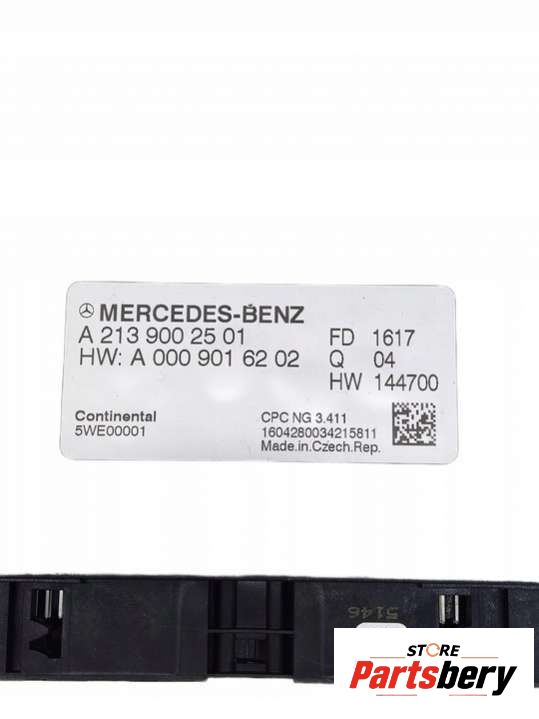 MERCEDES-BENZ
A 213 900 25 01 FD 1617
HW: A 000 901 62 02 Q 04
HW 144700
Continental CPC NG 3.411
5WE00001 1604280034215811
Made.in.Czech.Rep.
5146
STORE
Partsbery